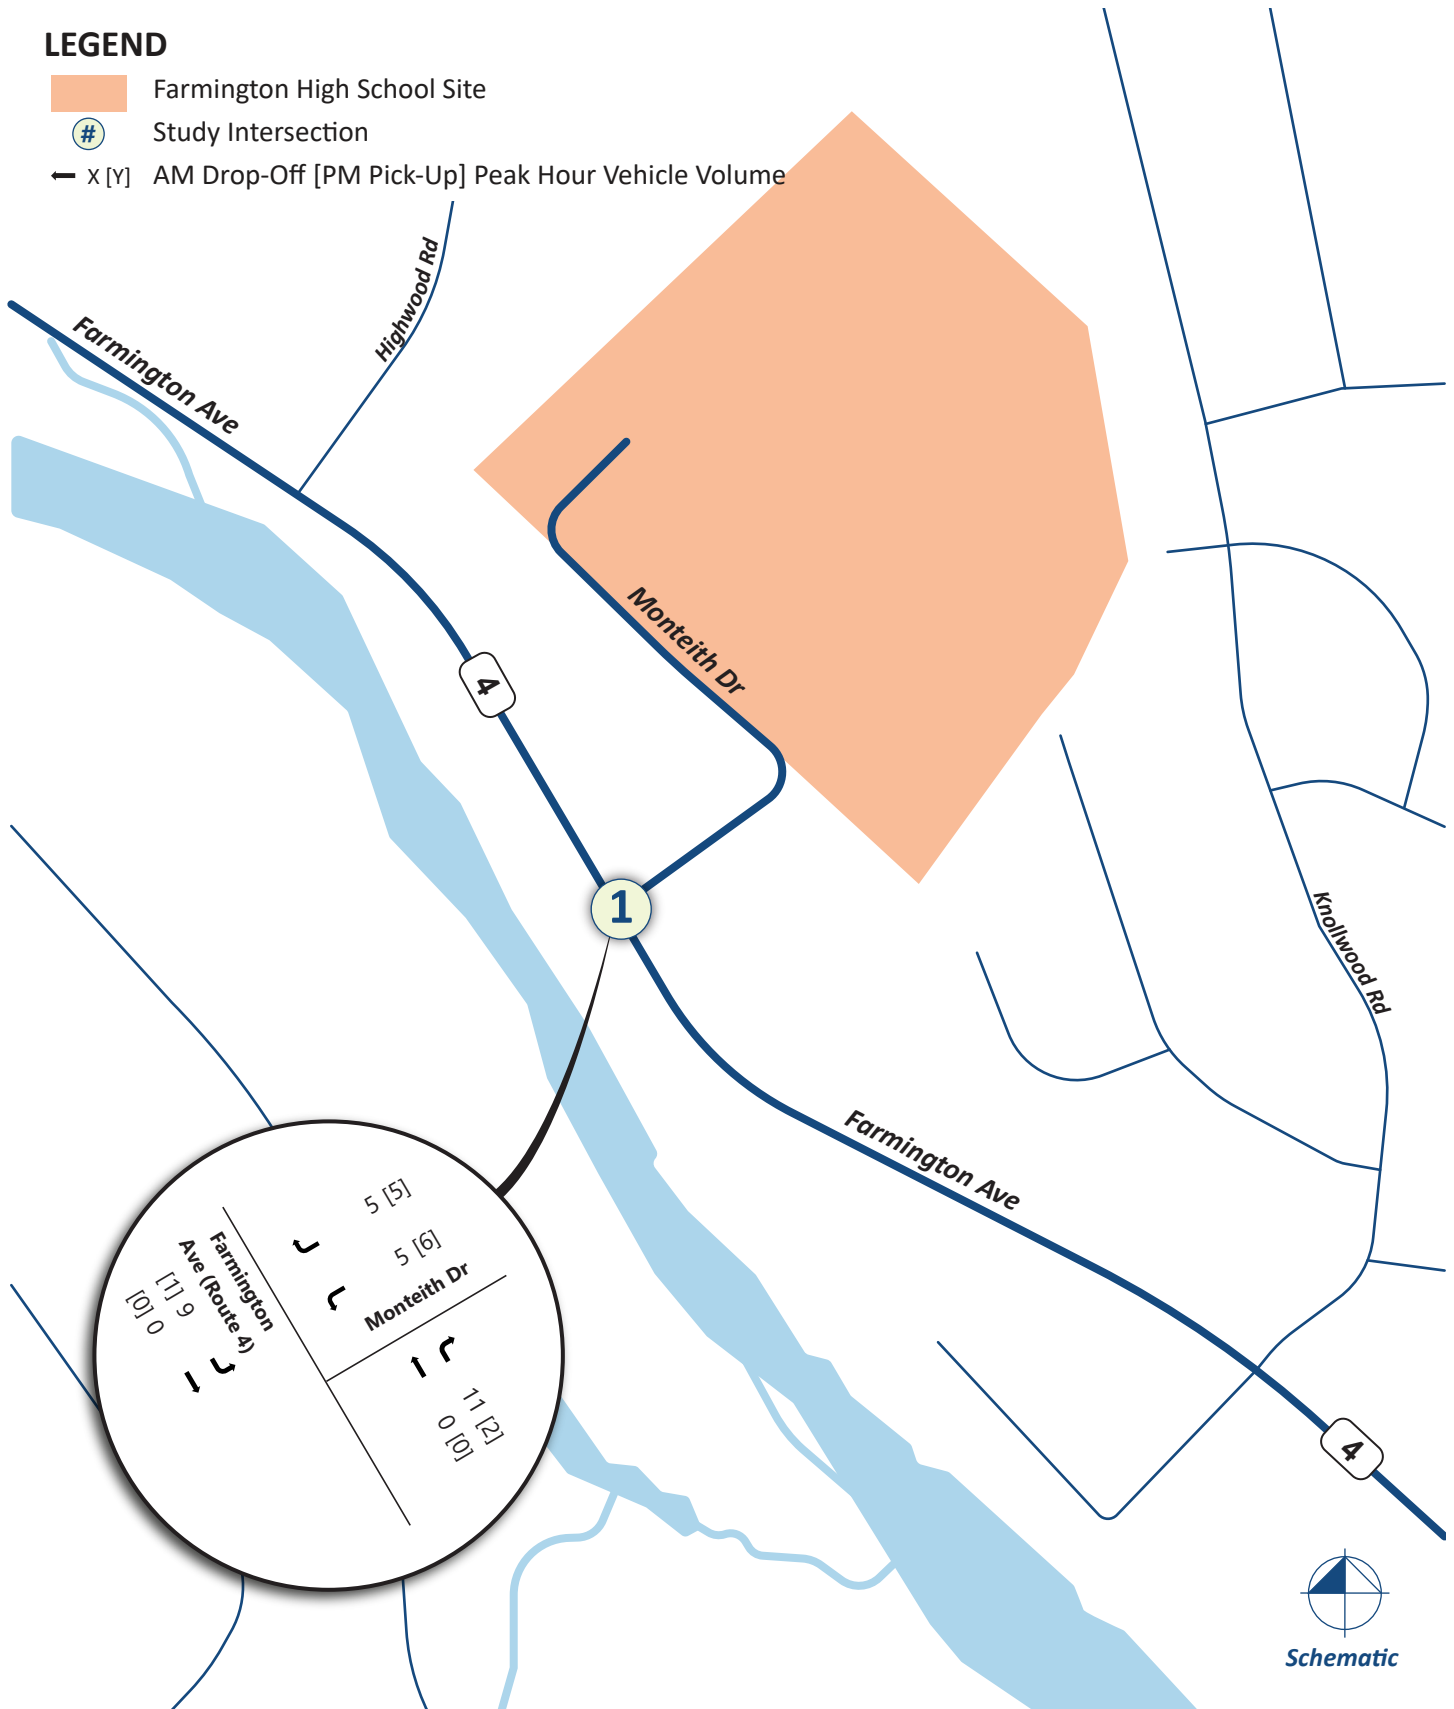 LEGEND
Farmington High School Site
# Study Intersection
X [Y] AM Drop-Off [PM Pick-Up] Peak Hour Vehicle Volume
Highwood Rd
Farmington Ave
Monteith Dr
4
1
Knollwood Rd
Farmington Ave
5 [5]
5 [6]
Monteith Dr
Farmington
Ave (Route 4)
[1] 9
[0] 0
11 [2]
0 [0]
4
Schematic